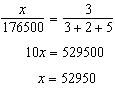 x/176500 = 3/(3 + 2 + 5)
10x = 529500
x = 52950